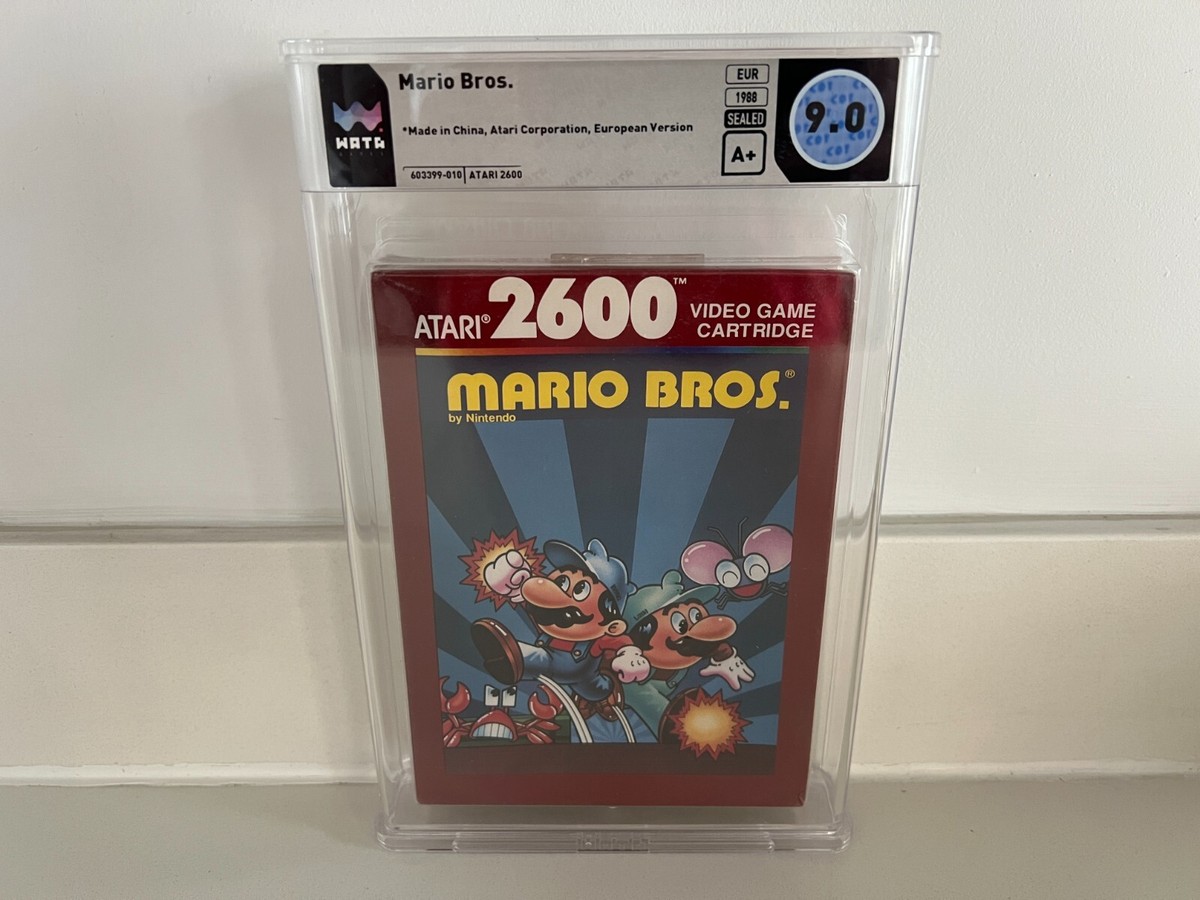 Mario Bros.
*Made in China, Atari Corporation, European Version
603399-010 ATARI 2600
WATA
EUR
1988
SEALED
A+
9.0
ATARI® 2600™ VIDEO GAME
CARTRIDGE
MARIO BROS.®
by Nintendo